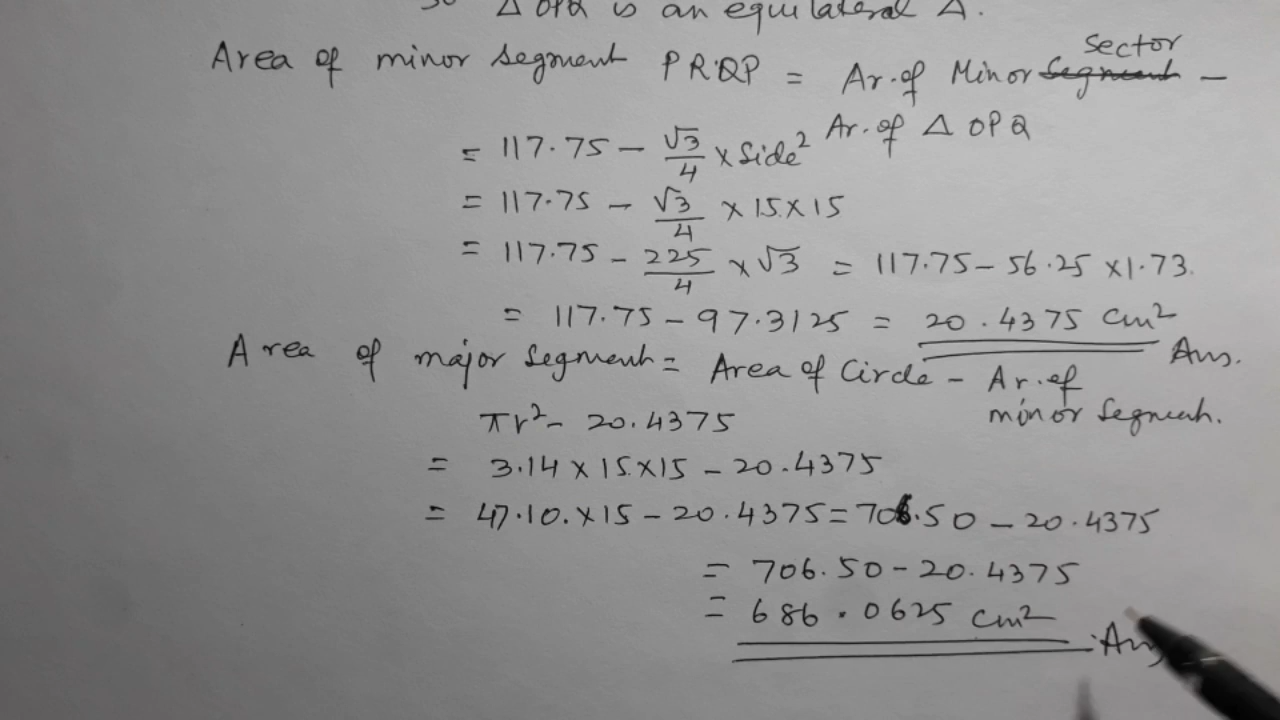 so △ OPQ is an equilateral △.
Area of minor segment PRQP = Ar. of Minor Segment sector −
Ar. of △ OPQ
= 117.75 − √3/4 × Side²
= 117.75 − √3/4 × 15 × 15
= 117.75 − 225/4 × √3 = 117.75 − 56.25 × 1.73.
= 117.75 − 97.3125 = 20.4375 cm²
Ans.
Area of major segment = Area of Circle − Ar. of
minor Segment.
πr² − 20.4375
= 3.14 × 15 × 15 − 20.4375
= 47.10. × 15 − 20.4375 = 706.50 − 20.4375
= 706.50 − 20.4375
= 686.0625 cm²
Ans